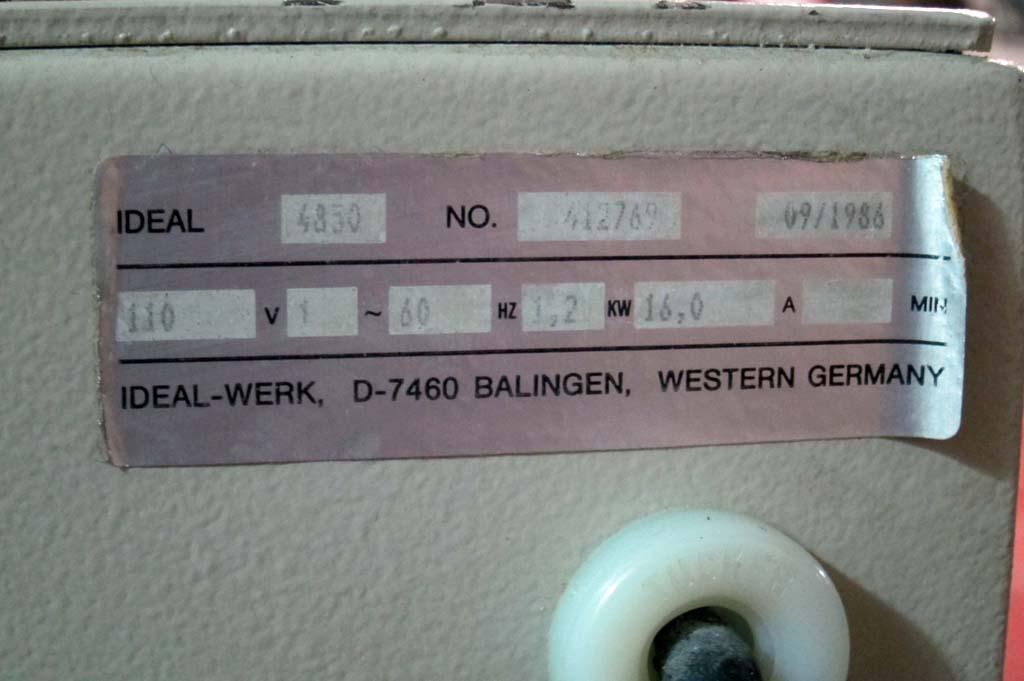 IDEAL 4850 NO. 412769 09/1986
110 V 1 ~ 60 HZ 1,2 KW 16,0 A MIN
IDEAL-WERK, D-7460 BALINGEN, WESTERN GERMANY